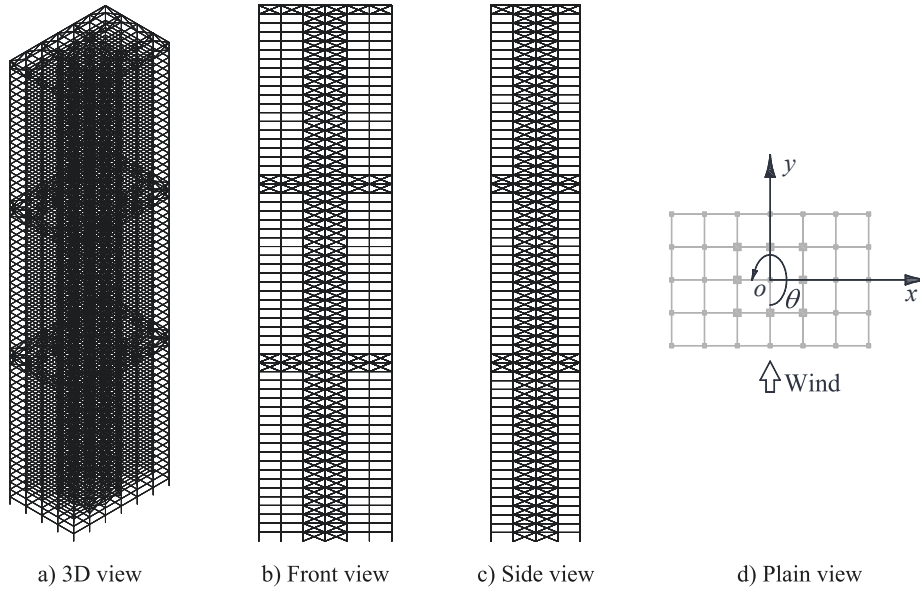 y
o
θ
x
Wind
a) 3D view
b) Front view
c) Side view
d) Plain view